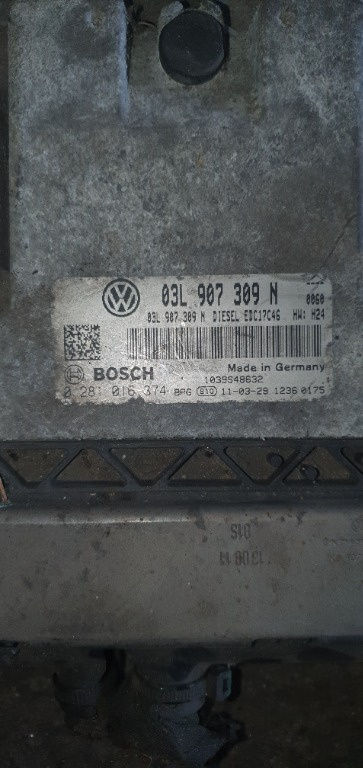 03L 907 309 N
0060
03L 907 309 N DIESEL EDC17C46 HW: H24
BOSCH
Made in Germany
1039S48632
0 281 016 374 BPG 11-03-29 1236 0175